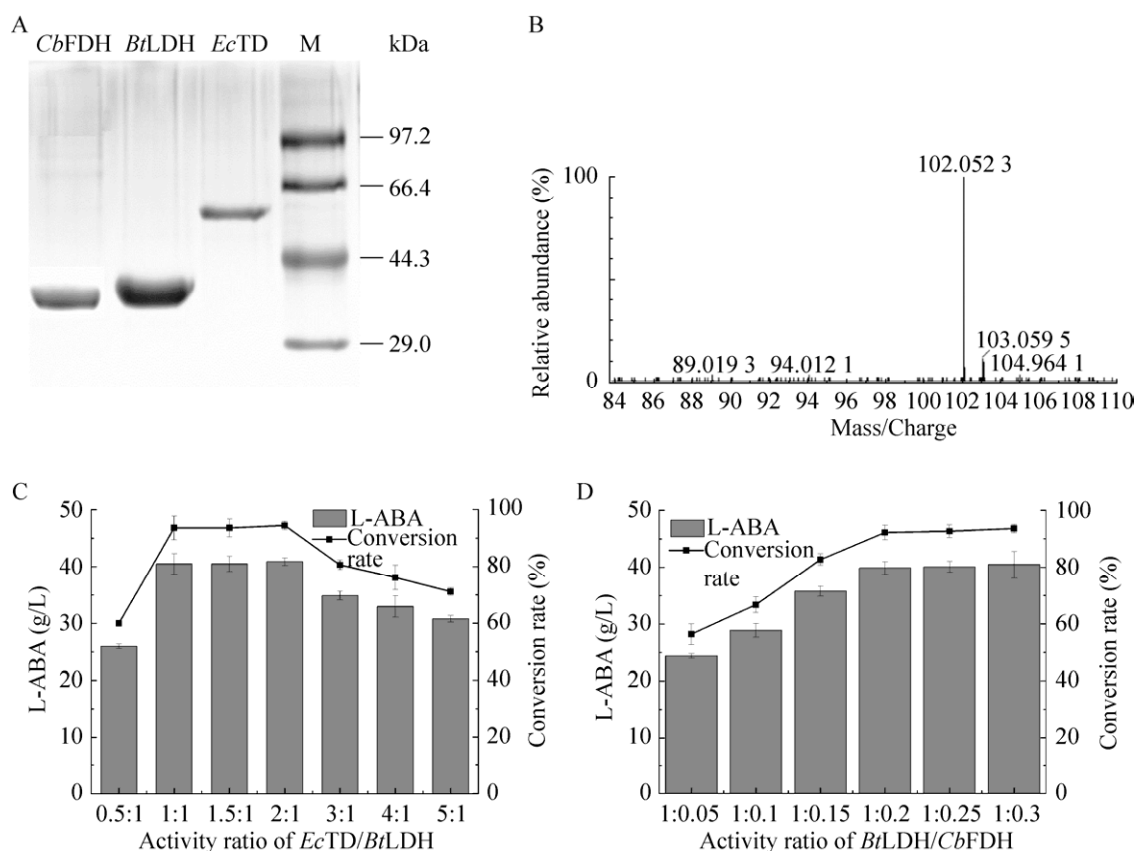 A
CbFDH BtLDH EcTD M kDa
97.2
66.4
44.3
29.0
B
Relative abundance (%)
100
0
102.052 3
103.059 5
104.964 1
89.019 3 94.012 1
84 86 88 90 92 94 96 98 100 102 104 106 108 110
Mass/Charge
C
L-ABA (g/L)
50
40
30
20
10
0
L-ABA
Conversion
rate
100
80
60
40
20
0
Conversion rate (%)
0.5:1 1:1 1.5:1 2:1 3:1 4:1 5:1
Activity ratio of EcTD/BtLDH
D
L-ABA (g/L)
50
40
30
20
10
0
L-ABA
Conversion
rate
100
80
60
40
20
0
Conversion rate (%)
1:0.05 1:0.1 1:0.15 1:0.2 1:0.25 1:0.3
Activity ratio of BtLDH/CbFDH